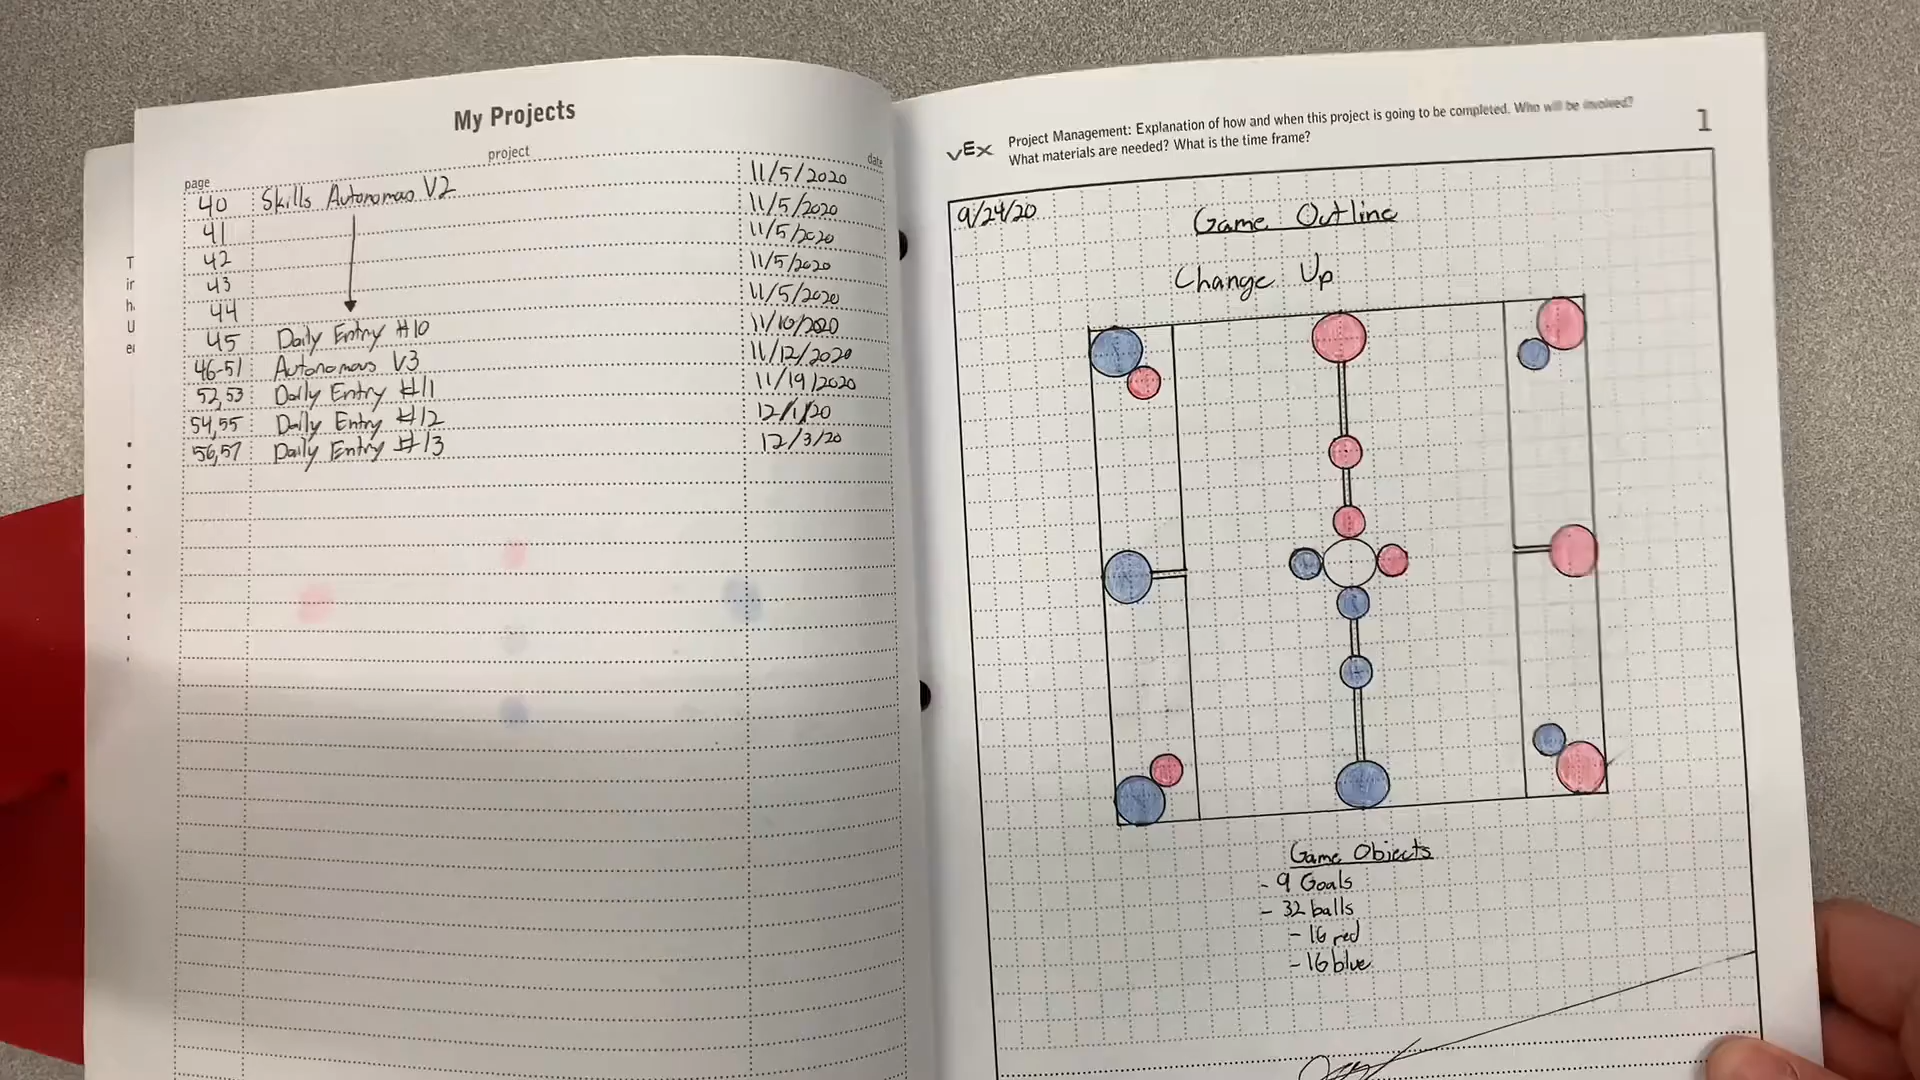 My Projects
page project date
40 Skills Autonomous V2 11/5/2020
41 11/5/2020
42 11/5/2020
43 11/5/2020
44 11/5/2020
45 Daily Entry #10 11/10/2020
46-51 Autonomous V3 11/12/2020
52,53 Daily Entry #11 11/19/2020
54,55 Daily Entry #12 12/1/20
56,57 Daily Entry #13 12/3/20
VEX Project Management: Explanation of how and when this project is going to be completed. Who will be involved? 1
What materials are needed? What is the time frame?
9/24/20 Game Outline
Change Up
Game Objects
- 9 Goals
- 32 balls
- 16 red
- 16 blue